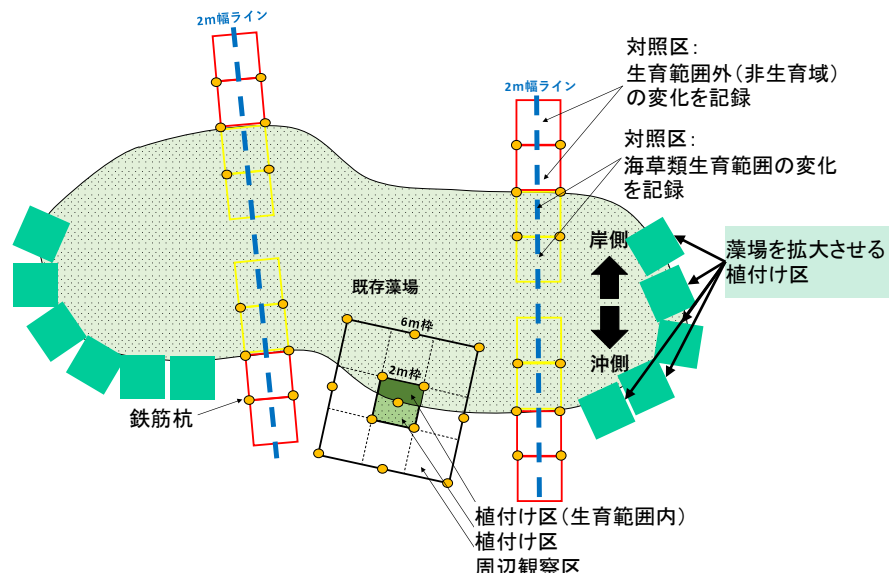 2m幅ライン
対照区：
生育範囲外（非生育域）
の変化を記録
2m幅ライン
対照区：
海草類生育範囲の変化
を記録
岸側
藻場を拡大させる
植付け区
既存藻場
6m枠
沖側
2m枠
鉄筋杭
植付け区（生育範囲内）
植付け区
周辺観察区